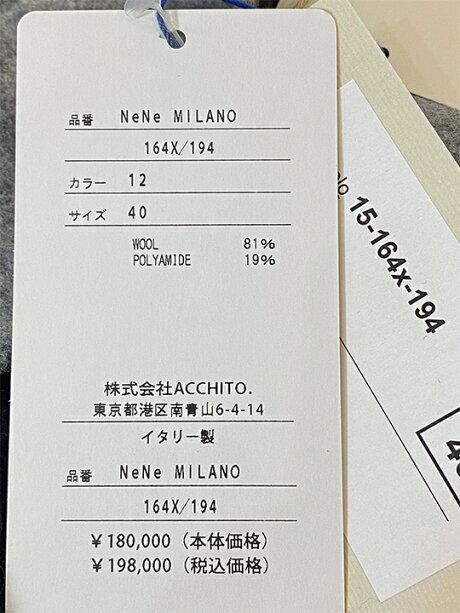 品番 NeNe MILANO
164X/194
カラー 12
サイズ 40
WOOL 81%
POLYAMIDE 19%
株式会社ACCHITO.
東京都港区南青山6-4-14
イタリー製
品番 NeNe MILANO
164X/194
¥180,000（本体価格）
¥198,000（税込価格）
15-164x-194